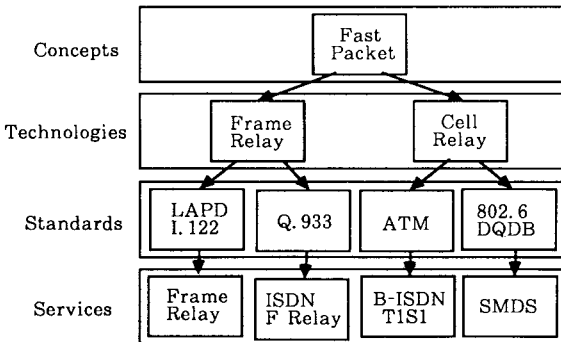 Concepts
Fast
Packet
Technologies
Frame
Relay
Cell
Relay
Standards
LAPD
I.122
Q.933
ATM
802.6
DQDB
Services
Frame
Relay
ISDN
F Relay
B-ISDN
T1S1
SMDS